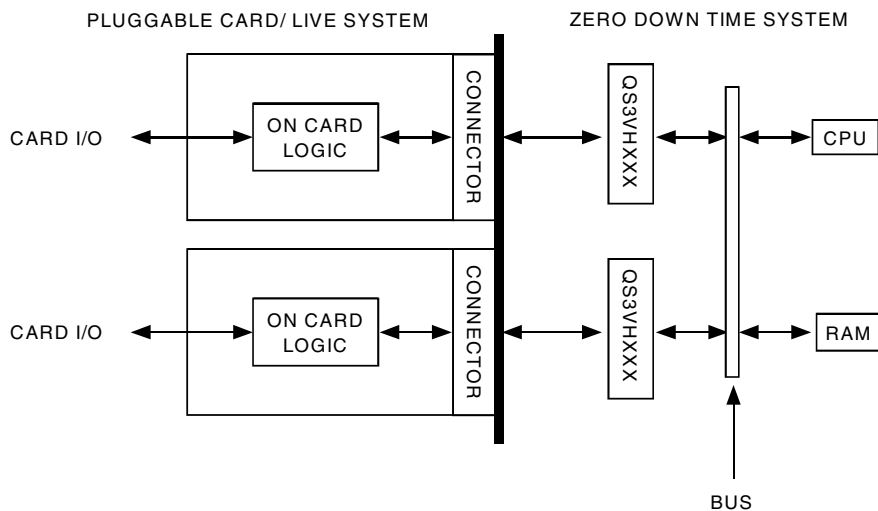 PLUGGABLE CARD/ LIVE SYSTEM
ZERO DOWN TIME SYSTEM
CARD I/O
ON CARD
LOGIC
CONNECTOR
QS3VHXXX
CPU
CARD I/O
ON CARD
LOGIC
CONNECTOR
QS3VHXXX
RAM
BUS